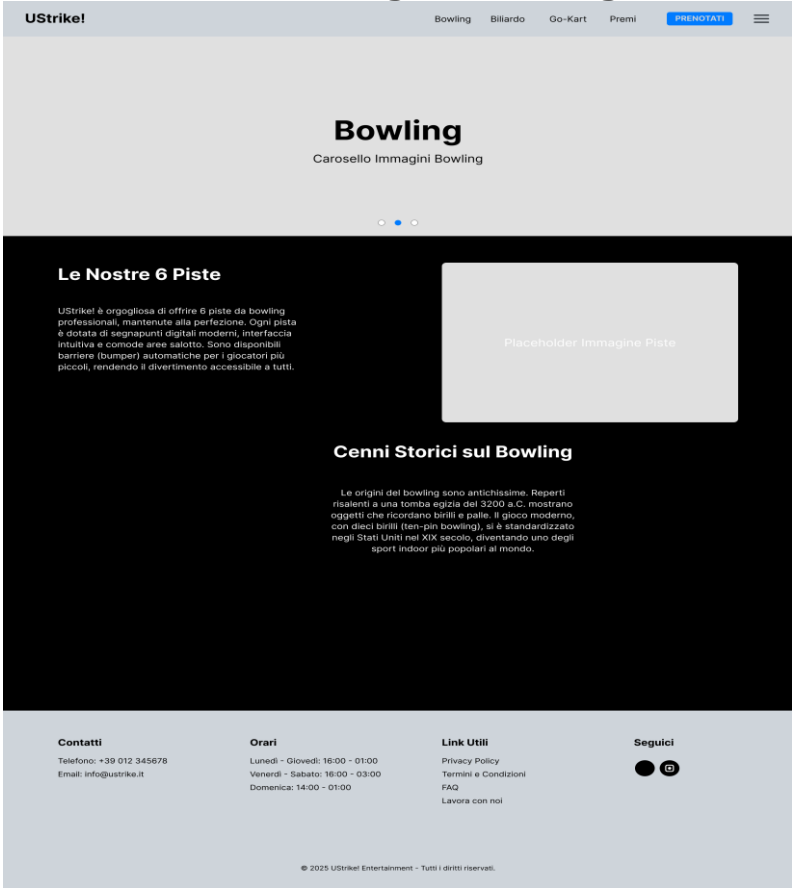 UStrike!
Bowling Biliardo Go-Kart Premi PRENOTATI
Bowling
Carosello Immagini Bowling
Le Nostre 6 Piste
UStrike! è orgogliosa di offrire 6 piste da bowling
professionali, mantenute alla perfezione. Ogni pista
è dotata di segnapunti digitali moderni, interfaccia
intuitiva e comode aree salotto. Sono disponibili
barriere (bumper) automatiche per i giocatori più
piccoli, rendendo il divertimento accessibile a tutti.
Placeholder Immagine Piste
Cenni Storici sul Bowling
Le origini del bowling sono antichissime. Reperti
risalenti a una tomba egizia del 3200 a.C. mostrano
oggetti che ricordano birilli e palle. Il gioco moderno,
con dieci birilli (ten-pin bowling), si è standardizzato
negli Stati Uniti nel XIX secolo, diventando uno degli
sport indoor più popolari al mondo.
Contatti
Telefono: +39 012 345678
Email: info@ustrike.it
Orari
Lunedì - Giovedì: 16:00 - 01:00
Venerdì - Sabato: 16:00 - 03:00
Domenica: 14:00 - 01:00
Link Utili
Privacy Policy
Termini e Condizioni
FAQ
Lavora con noi
Seguici
© 2025 UStrike! Entertainment - Tutti i diritti riservati.